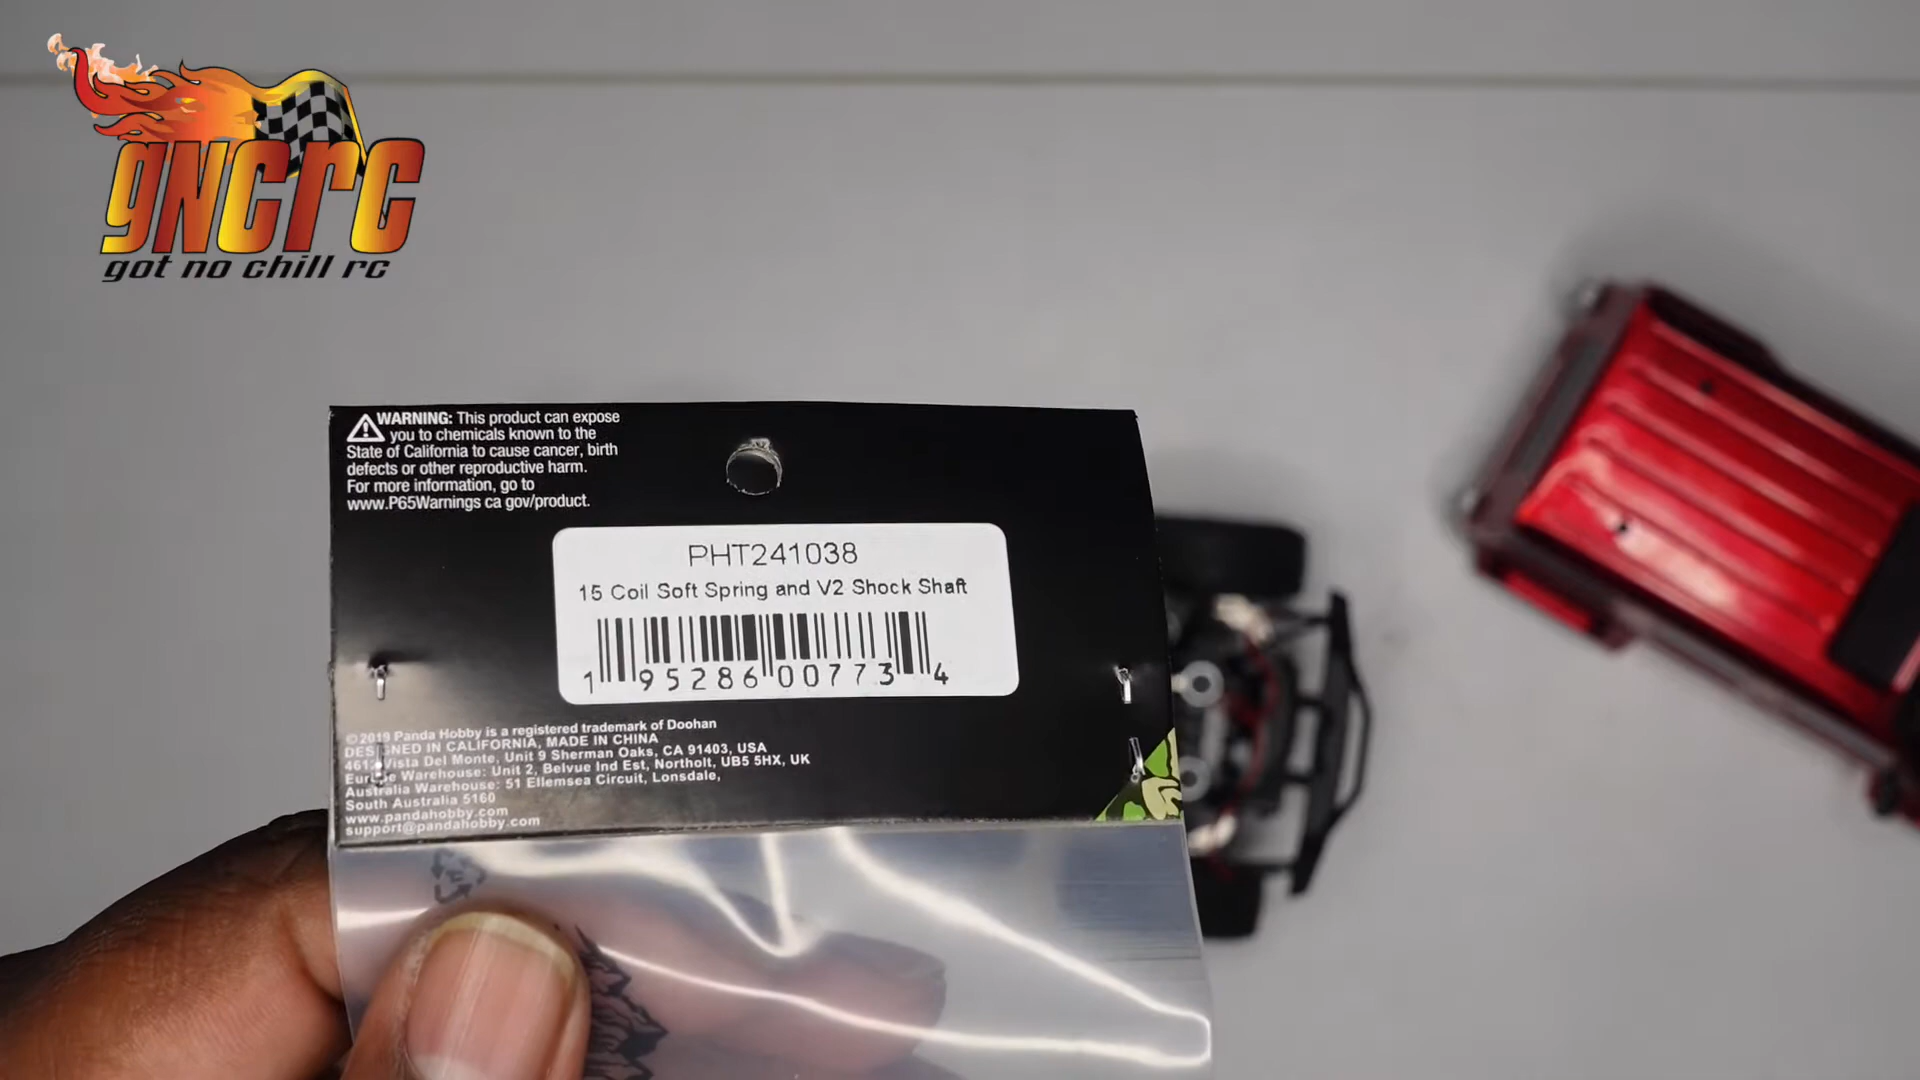 gncrc
got no chill rc
WARNING: This product can expose
you to chemicals known to the
State of California to cause cancer, birth
defects or other reproductive harm.
For more information, go to
www.P65Warnings ca gov/product.
PHT241038
15 Coil Soft Spring and V2 Shock Shaft
1 95286 00773 4
©2019 Panda Hobby is a registered trademark of Doohan
DESIGNED IN CALIFORNIA, MADE IN CHINA
Vista Del Monte, Unit 9 Sherman Oaks, CA 91403, USA
Europe Warehouse: Unit 2, Belvue Ind Est, Northolt, UB5 5HX, UK
Australia Warehouse: 51 Ellemsea Circuit, Lonsdale,
South Australia 5160
www.pandahobby.com
support@pandahobby.com